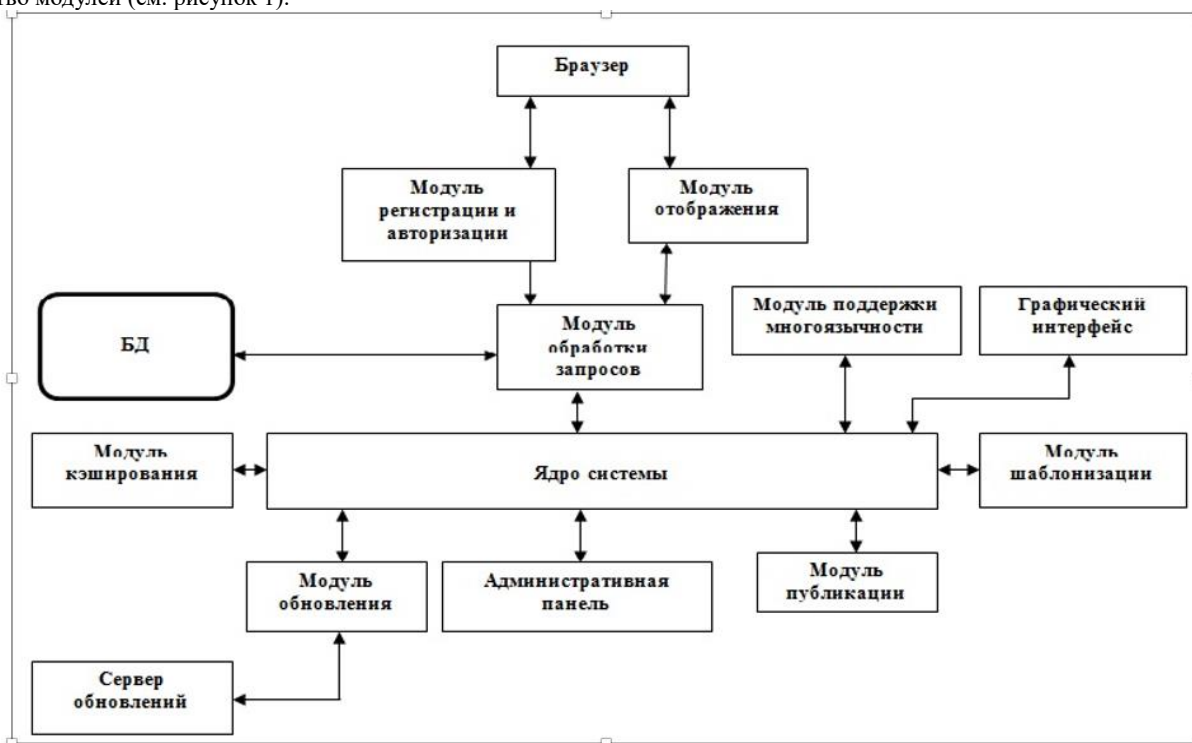 тво модулей (см. рисунок 1).
Браузер
Модуль
регистрации и
авторизации
Модуль
отображения
БД
Модуль
обработки
запросов
Модуль поддержки
многоязычности
Графический
интерфейс
Модуль
кэширования
Ядро системы
Модуль
шаблонизации
Модуль
обновления
Административная
панель
Модуль
публикации
Сервер
обновлений